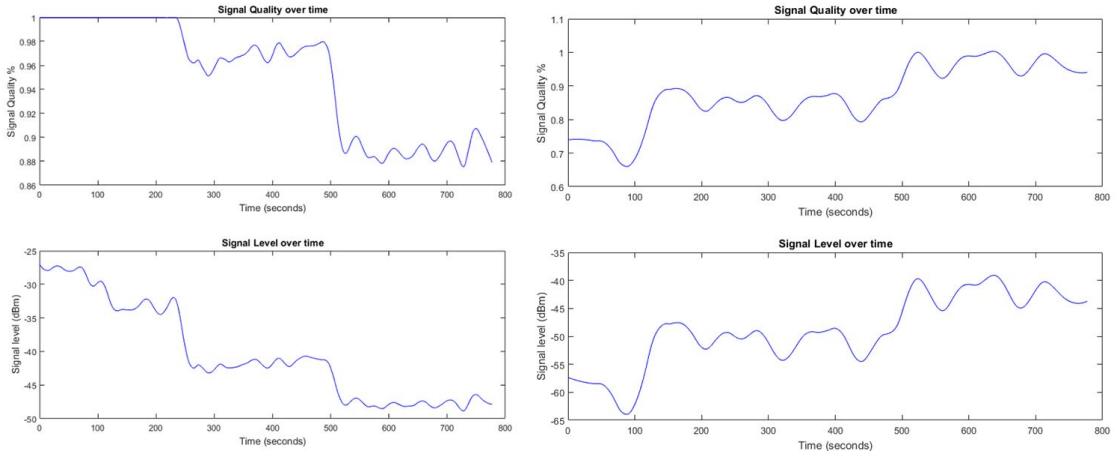 Signal Quality over time
1
0.98
0.96
0.94
0.92
0.9
0.88
0.86
Signal Quality %
0 100 200 300 400 500 600 700 800
Time (seconds)
Signal Quality over time
1.1
1
0.9
0.8
0.7
0.6
Signal Quality %
0 100 200 300 400 500 600 700 800
Time (seconds)
Signal Level over time
-25
-30
-35
-40
-45
-50
Signal level (dBm)
0 100 200 300 400 500 600 700 800
Time (seconds)
Signal Level over time
-35
-40
-45
-50
-55
-60
-65
Signal level (dBm)
0 100 200 300 400 500 600 700 800
Time (seconds)